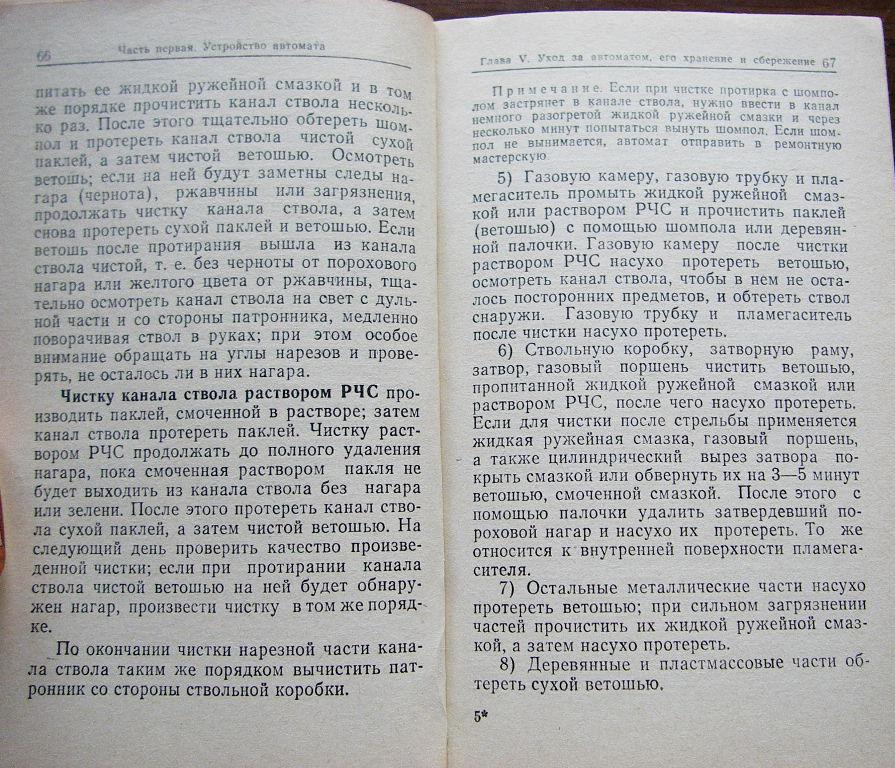 66
Часть первая. Устройство автомата
питать ее жидкой ружейной смазкой и в том
же порядке прочистить канал ствола несколь-
ко раз. После этого тщательно обтереть шом-
пол и протереть канал ствола чистой сухой
паклей, а затем чистой ветошью. Осмотреть
ветошь; если на ней будут заметны следы на-
гара (чернота), ржавчины или загрязнения,
продолжать чистку канала ствола, а затем
снова протереть сухой паклей и ветошью. Если
ветошь после протирания вышла из канала
ствола чистой, т. е. без черноты от порохового
нагара или желтого цвета от ржавчины, тща-
тельно осмотреть канал ствола на свет с дуль-
ной части и со стороны патронника, медленно
поворачивая ствол в руках; при этом особое
внимание обращать на углы нарезов и прове-
рять, не осталось ли в них нагара.
Чистку канала ствола раствором РЧС про-
изводить паклей, смоченной в растворе; затем
канал ствола протереть паклей. Чистку раст-
вором РЧС продолжать до полного удаления
нагара, пока смоченная раствором пакля не
будет выходить из канала ствола без нагара
или зелени. После этого протереть канал ство-
ла сухой паклей, а затем чистой ветошью. На
следующий день проверить качество произве-
денной чистки; если при протирании канала
ствола чистой ветошью на ней будет обнару-
жен нагар, произвести чистку в том же поряд-
ке.
По окончании чистки нарезной части кана-
ла ствола таким же порядком вычистить пат-
ронник со стороны ствольной коробки.
Глава V. Уход за автоматом, его хранение и сбережение 67
Примечание. Если при чистке протирка с шомпо-
лом застрянет в канале ствола, нужно ввести в канал
немного разогретой жидкой ружейной смазки и через
несколько минут попытаться вынуть шомпол. Если шом-
пол не вынимается, автомат отправить в ремонтную
мастерскую
5) Газовую камеру, газовую трубку и пла-
мегаситель промыть жидкой ружейной смаз-
кой или раствором РЧС и прочистить паклей
(ветошью) с помощью шомпола или деревян-
ной палочки. Газовую камеру после чистки
раствором РЧС насухо протереть ветошью,
осмотреть канал ствола, чтобы в нем не оста-
лось посторонних предметов, и обтереть ствол
снаружи. Газовую трубку и пламегаситель
после чистки насухо протереть.
6) Ствольную коробку, затворную раму,
затвор, газовый поршень чистить ветошью,
пропитанной жидкой ружейной смазкой или
раствором РЧС, после чего насухо протереть.
Если для чистки после стрельбы применяется
жидкая ружейная смазка, газовый поршень,
а также цилиндрический вырез затвора по-
крыть смазкой или обвернуть их на 3—5 минут
ветошью, смоченной смазкой. После этого с
помощью палочки удалить затвердевший по-
роховой нагар и насухо их протереть. То же
относится к внутренней поверхности пламега-
сителя.
7) Остальные металлические части насухо
протереть ветошью; при сильном загрязнении
частей прочистить их жидкой ружейной смаз-
кой, а затем насухо протереть.
8) Деревянные и пластмассовые части об-
тереть сухой ветошью.
5*